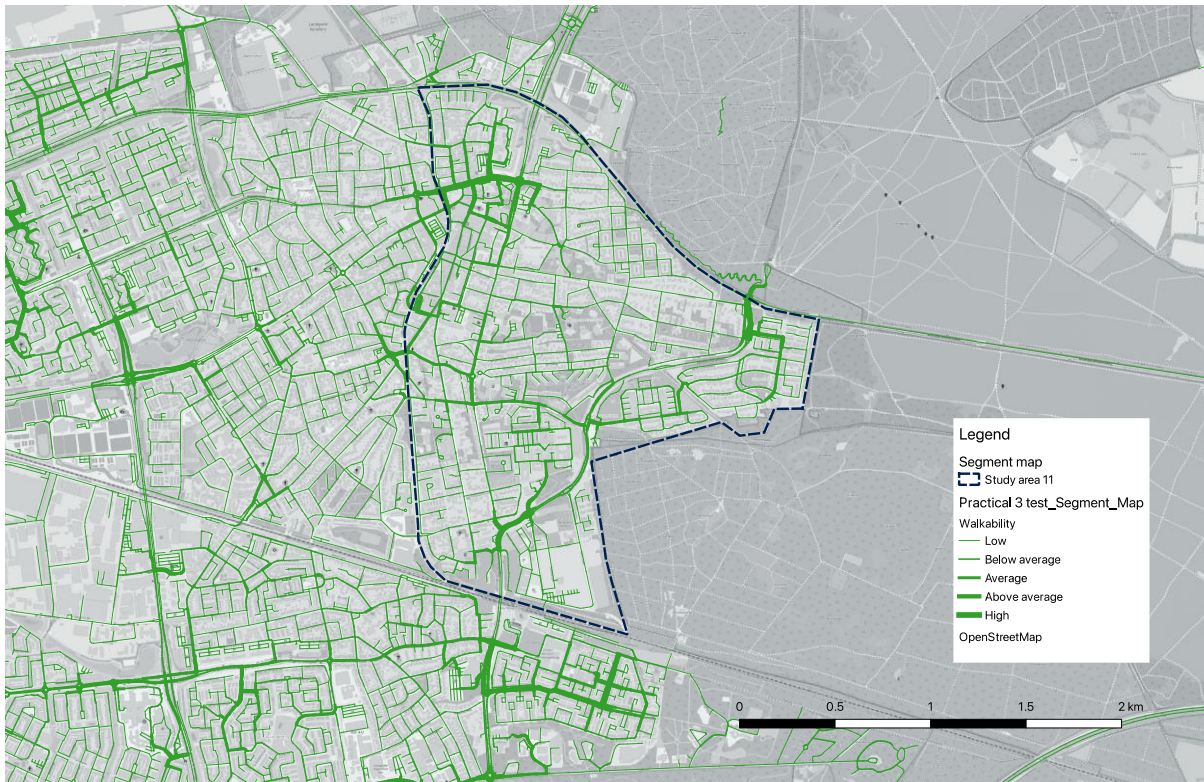 Legend
Segment map
Study area 11
Practical 3 test_Segment_Map
Walkability
Low
Below average
Average
Above average
High
OpenStreetMap
0 0.5 1 1.5 2 km